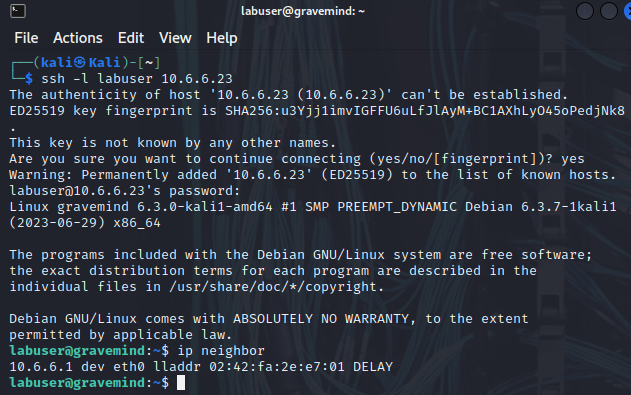 labuser@gravemind: ~
File Actions Edit View Help
┌──(kali㉿Kali)-[~]
└─$ ssh -l labuser 10.6.6.23
The authenticity of host '10.6.6.23 (10.6.6.23)' can't be established.
ED25519 key fingerprint is SHA256:u3Yjj1imvIGFFU6uLfJlAyM+BC1AXhLyO45oPedjNk8
.
This key is not known by any other names.
Are you sure you want to continue connecting (yes/no/[fingerprint])? yes
Warning: Permanently added '10.6.6.23' (ED25519) to the list of known hosts.
labuser@10.6.6.23's password:
Linux gravemind 6.3.0-kali1-amd64 #1 SMP PREEMPT_DYNAMIC Debian 6.3.7-1kali1
(2023-06-29) x86_64
The programs included with the Debian GNU/Linux system are free software;
the exact distribution terms for each program are described in the
individual files in /usr/share/doc/*/copyright.
Debian GNU/Linux comes with ABSOLUTELY NO WARRANTY, to the extent
permitted by applicable law.
labuser@gravemind:~$ ip neighbor
10.6.6.1 dev eth0 lladdr 02:42:fa:2e:e7:01 DELAY
labuser@gravemind:~$